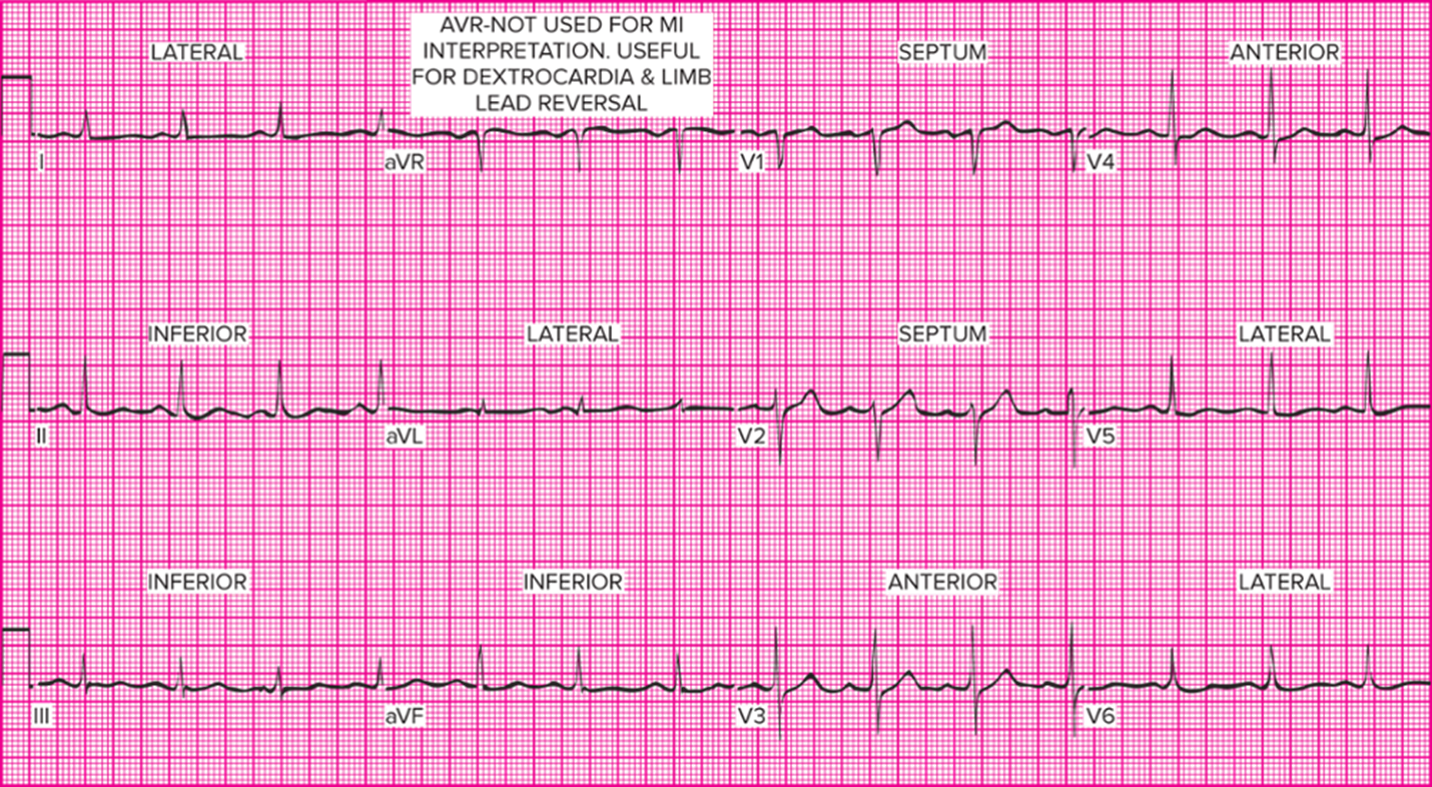 LATERAL
AVR-NOT USED FOR MI
INTERPRETATION. USEFUL
FOR DEXTROCARDIA & LIMB
LEAD REVERSAL
SEPTUM
ANTERIOR
I
aVR
V1
V4
INFERIOR
LATERAL
SEPTUM
LATERAL
II
aVL
V2
V5
INFERIOR
INFERIOR
ANTERIOR
LATERAL
III
aVF
V3
V6